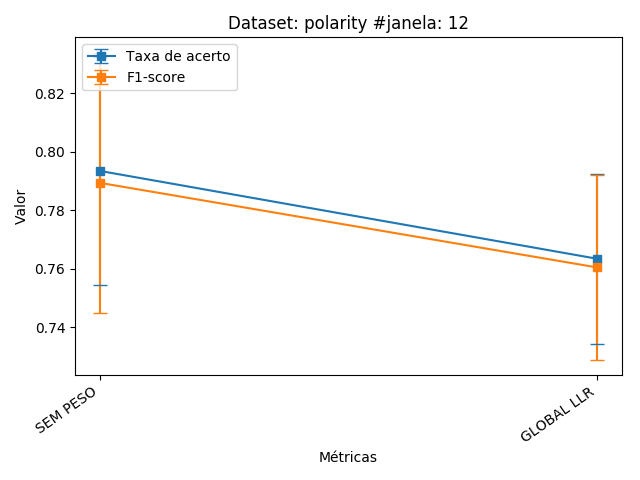 Dataset: polarity #janela: 12
Taxa de acerto
F1-score
0.82
0.80
0.78
0.76
0.74
Valor
SEM PESO
GLOBAL LLR
Métricas